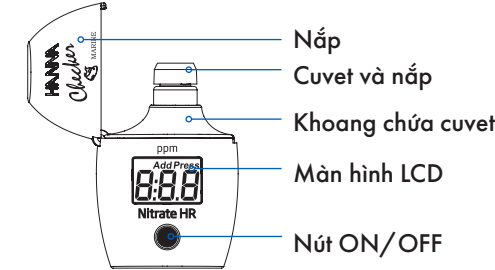 HANNA
Checker
MARINE
Nắp
Cuvet và nắp
Khoang chứa cuvet
ppm
Add Press
8.8.8
Màn hình LCD
Nitrate HR
Nút ON/OFF